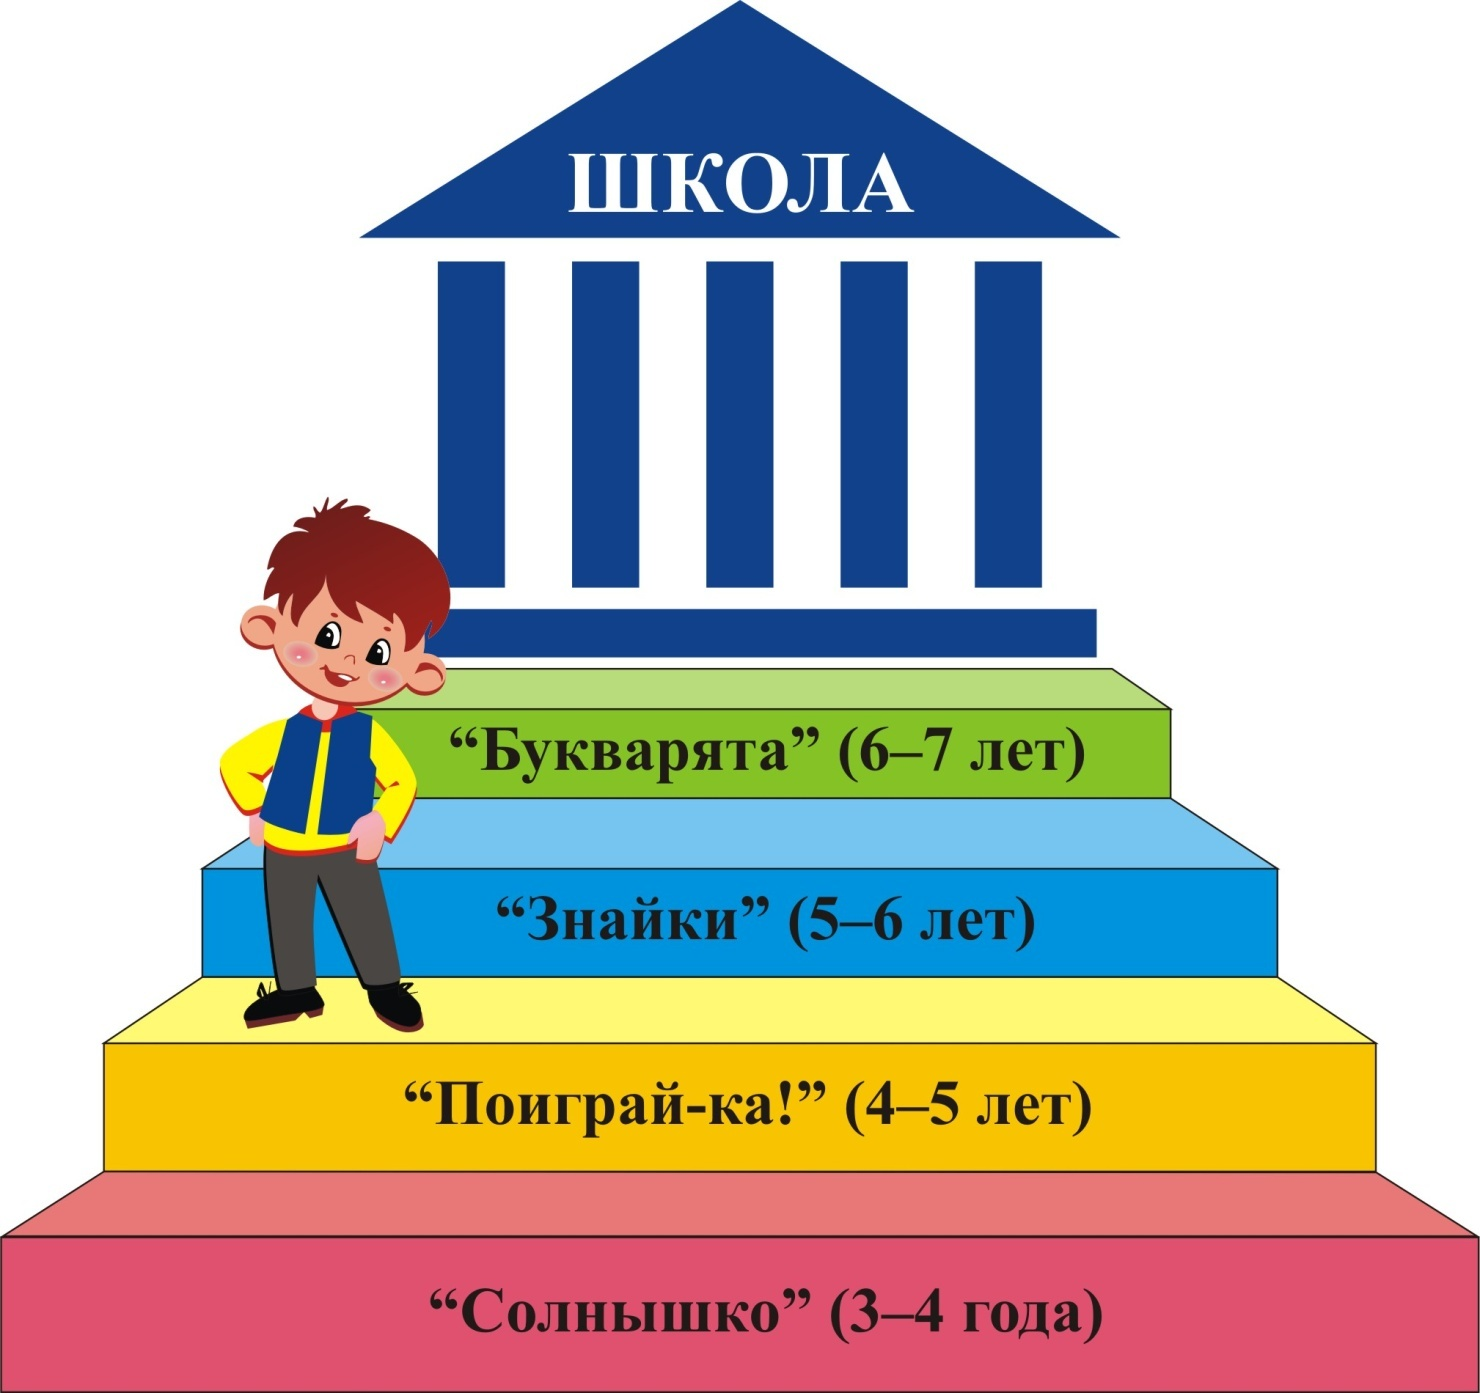 ШКОЛА
“Букварята” (6–7 лет)
“Знайки” (5–6 лет)
“Поиграй-ка!” (4–5 лет)
“Солнышко” (3–4 года)